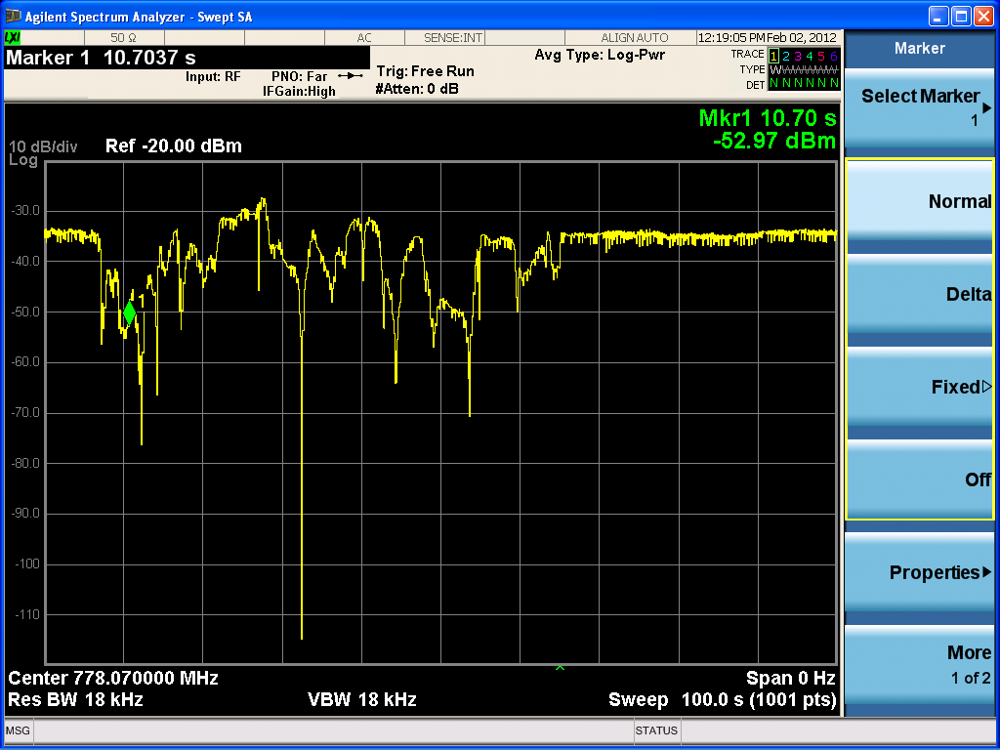 Agilent Spectrum Analyzer - Swept SA
LXI 50 Ω AC SENSE:INT ALIGN AUTO 12:19:05 PM Feb 02, 2012
Marker 1 10.7037 s
Input: RF PNO: Far IFGain:High
Trig: Free Run
#Atten: 0 dB
Avg Type: Log-Pwr
TRACE 1 2 3 4 5 6
TYPE WWWWWW
DET N N N N N N
Mkr1 10.70 s
-52.97 dBm
10 dB/div Ref -20.00 dBm
Log
-30.0
-40.0
1
-50.0
-60.0
-70.0
-80.0
-90.0
-100
-110
Center 778.070000 MHz Span 0 Hz
Res BW 18 kHz VBW 18 kHz Sweep 100.0 s (1001 pts)
MSG STATUS
Marker
Select Marker
1
Normal
Delta
Fixed
Off
Properties
More
1 of 2